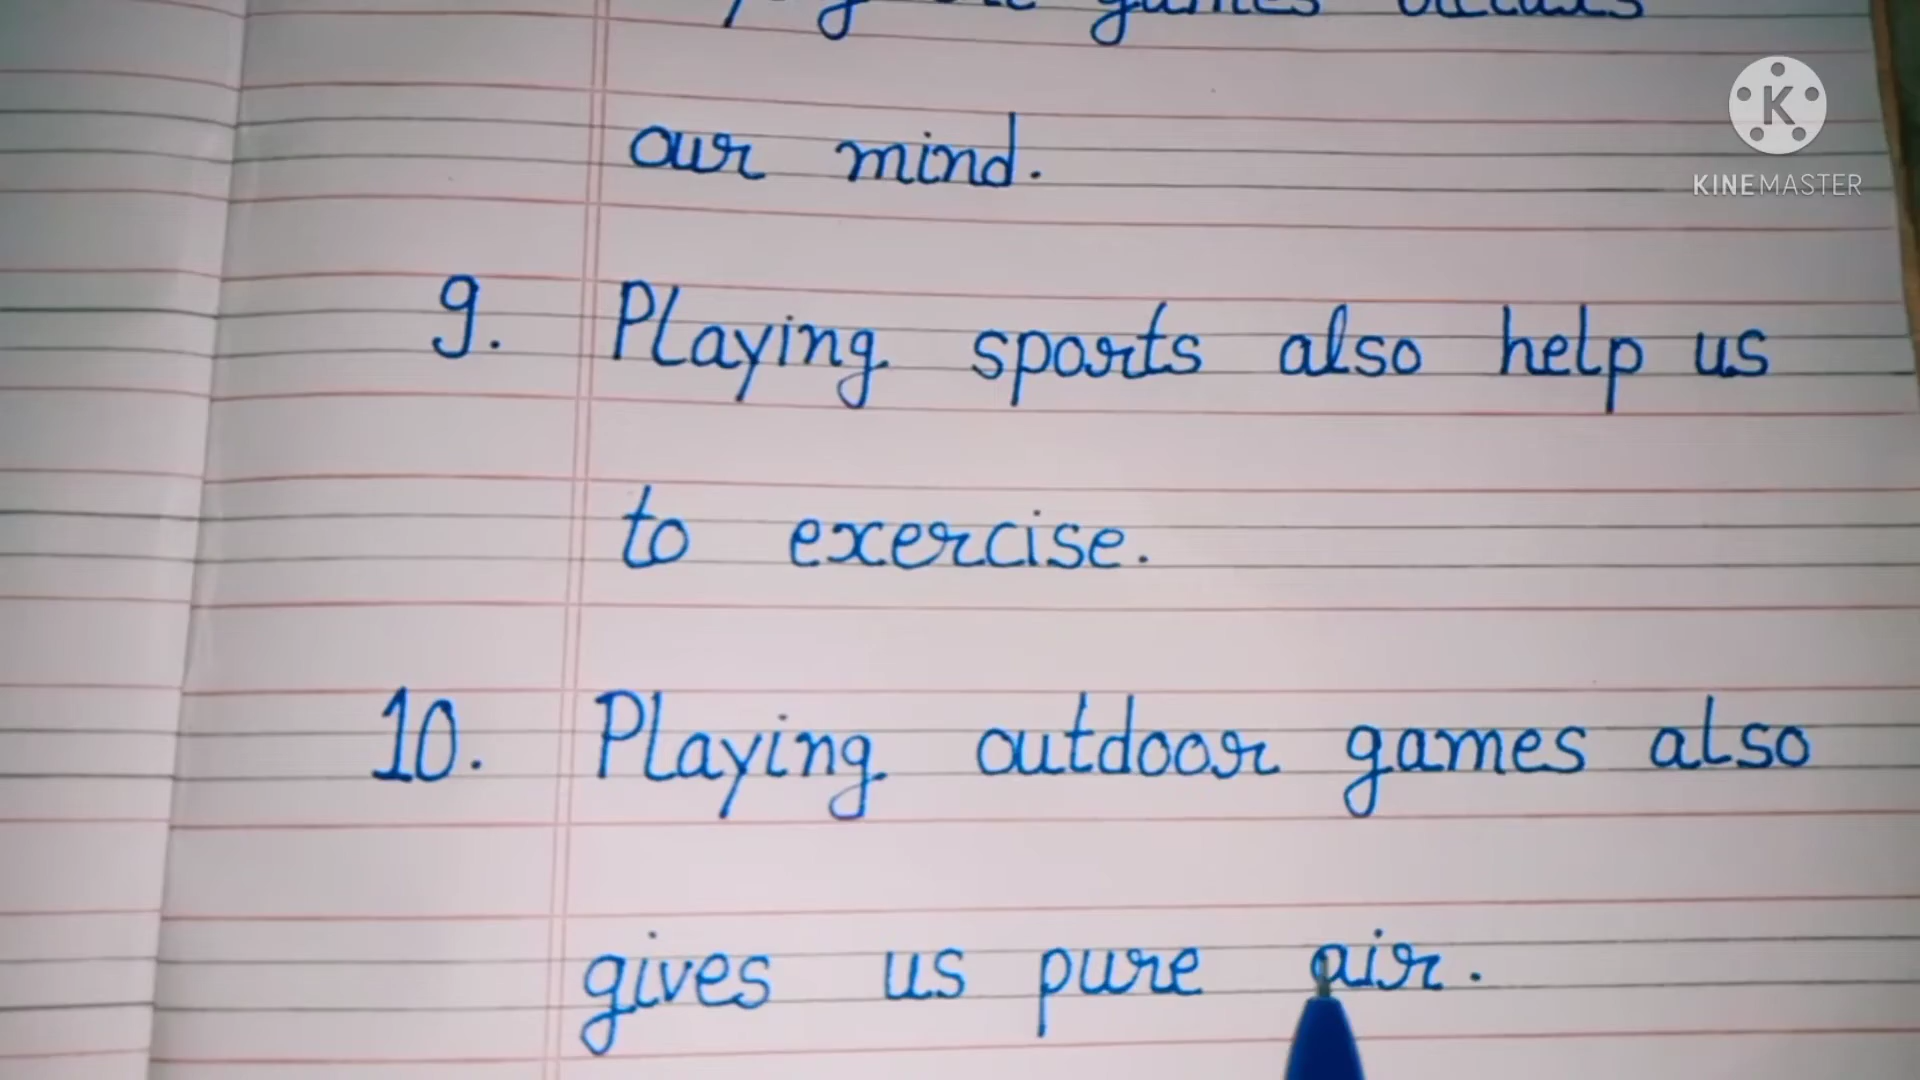 games
our mind.
9. Playing sports also help us
to exercise.
10. Playing outdoor games also
gives us pure air.
KINEMASTER